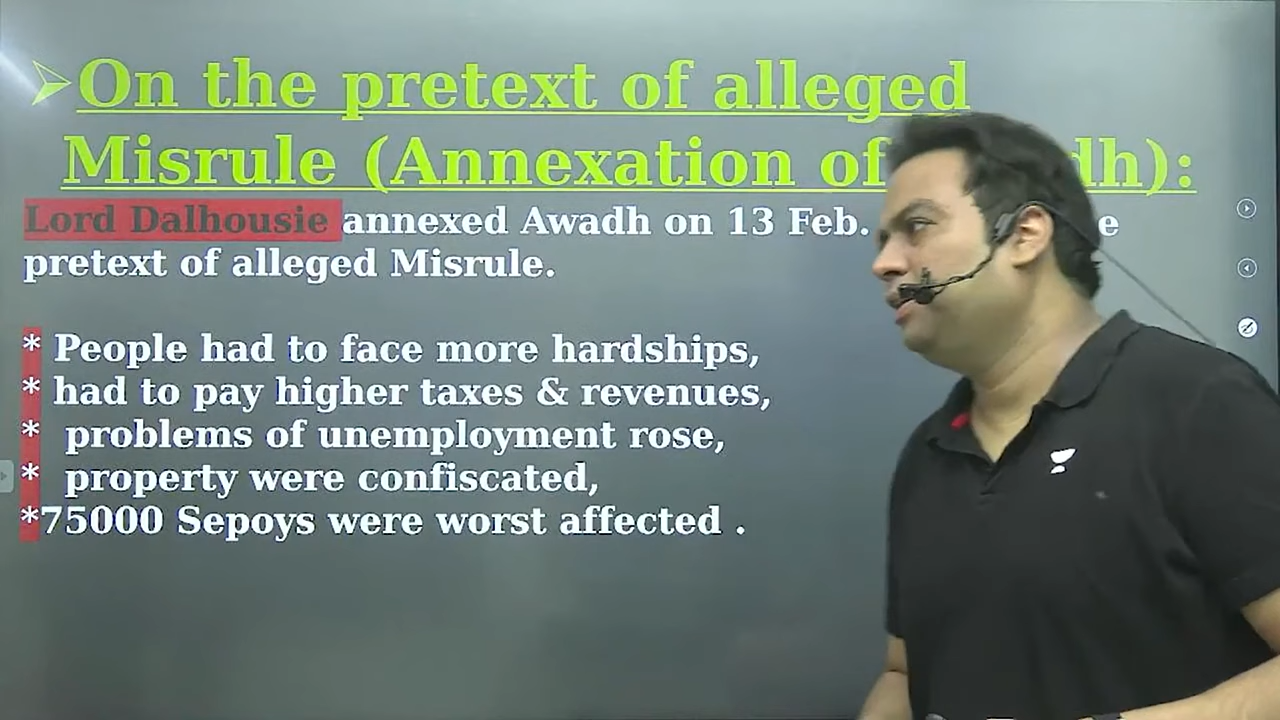 On the pretext of alleged
Misrule (Annexation of dh):
Lord Dalhousie annexed Awadh on 13 Feb. e
pretext of alleged Misrule.
* People had to face more hardships,
* had to pay higher taxes & revenues,
* problems of unemployment rose,
* property were confiscated,
*75000 Sepoys were worst affected .